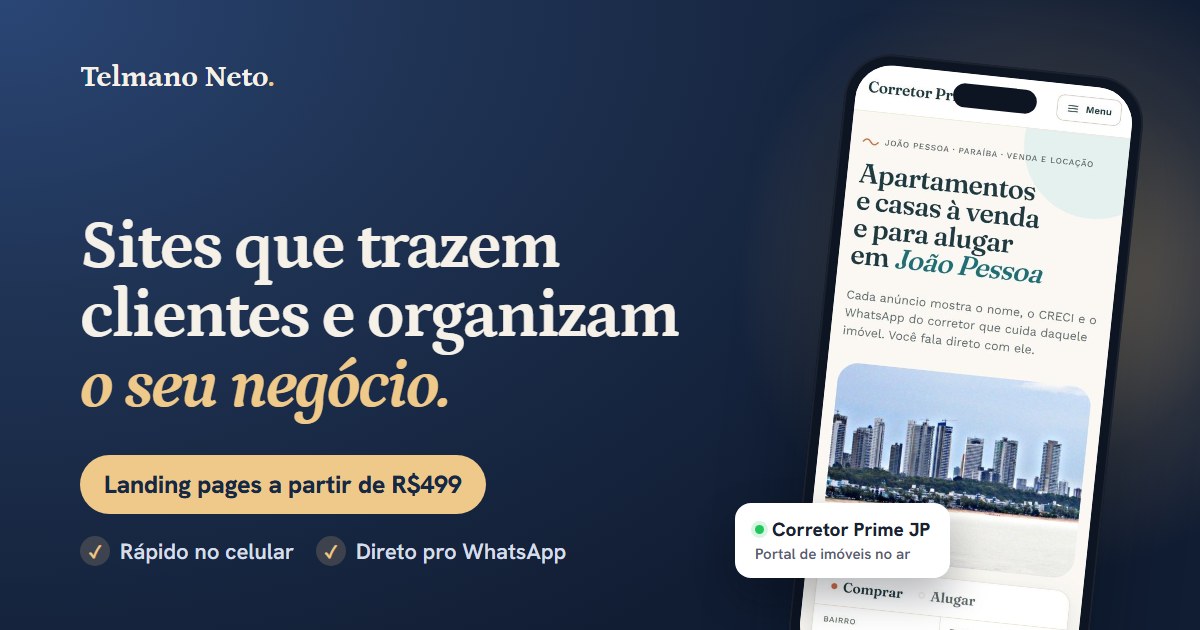 Telmano Neto.
Sites que trazem
clientes e organizam
o seu negócio.
Landing pages a partir de R$499
✓ Rápido no celular
✓ Direto pro WhatsApp
Corretor
Menu
JOÃO PESSOA · PARAÍBA · VENDA E LOCAÇÃO
Apartamentos
e casas à venda
e para alugar
em João Pessoa
Cada anúncio mostra o nome, o CRECI e o
WhatsApp do corretor que cuida daquele
imóvel. Você fala direto com ele.
Corretor Prime JP
Portal de imóveis no ar
Comprar
Alugar
BAIRRO